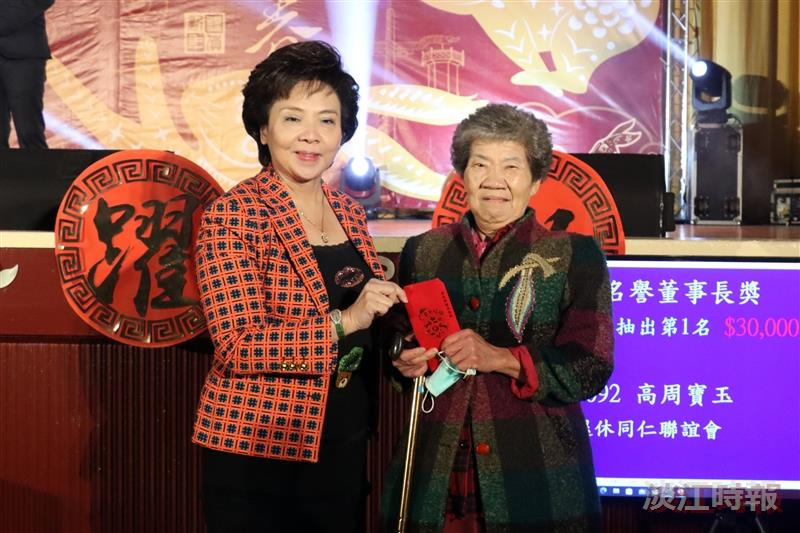 春
躍
名譽董事長獎
抽出第1名 $30,000
092 高周寶玉
休同仁聯誼會
淡江時報